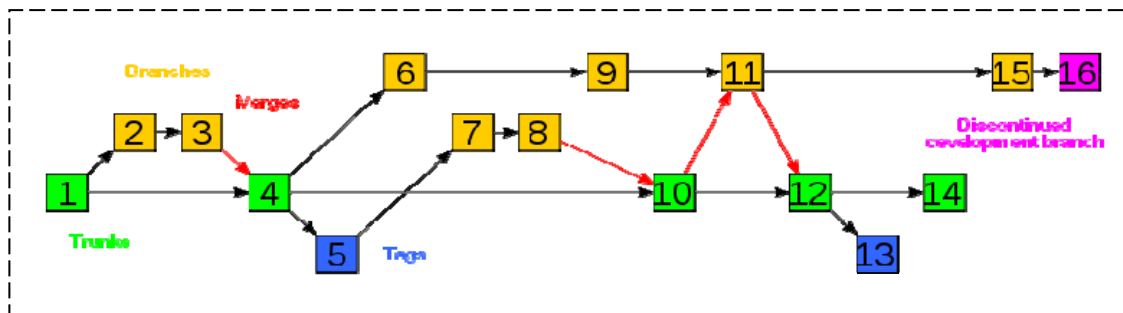 6 9 11 15 16
Branches
Merges
2 3 7 8
Discontinued
development branch
1 4 10 12 14
Trunks
5 Tags 13